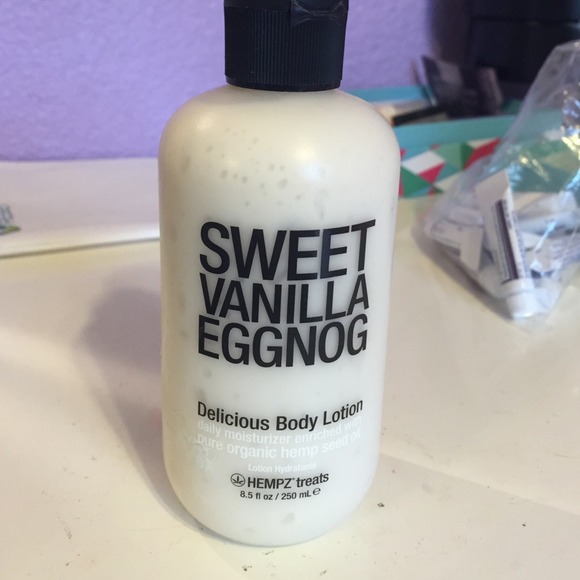 SWEET
VANILLA
EGGNOG
Delicious Body Lotion
daily moisturizer enriched with
pure organic hemp seed oil
Lotion Hydratante
HEMPZ™ treats
8.5 fl oz / 250 mL e